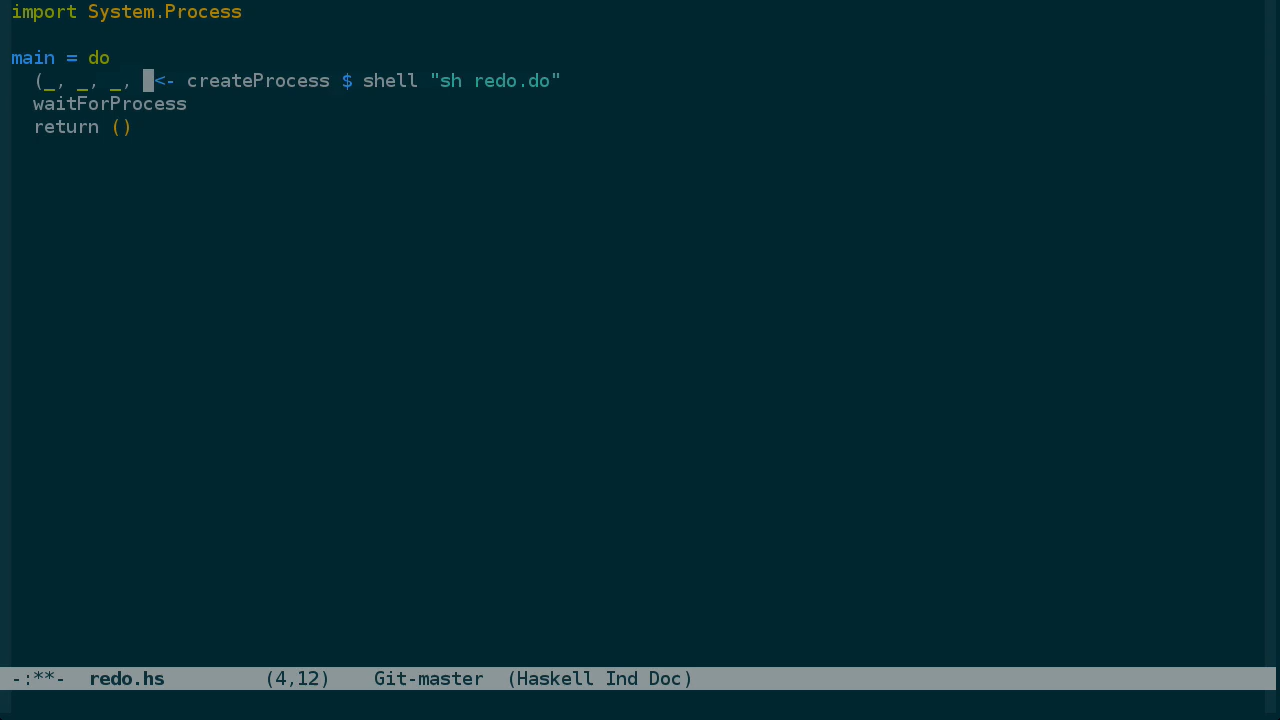 import System.Process
main = do
  (_, _, _, <- createProcess $ shell "sh redo.do"
  waitForProcess
  return ()
-:**-  redo.hs         (4,12)    Git-master  (Haskell Ind Doc)